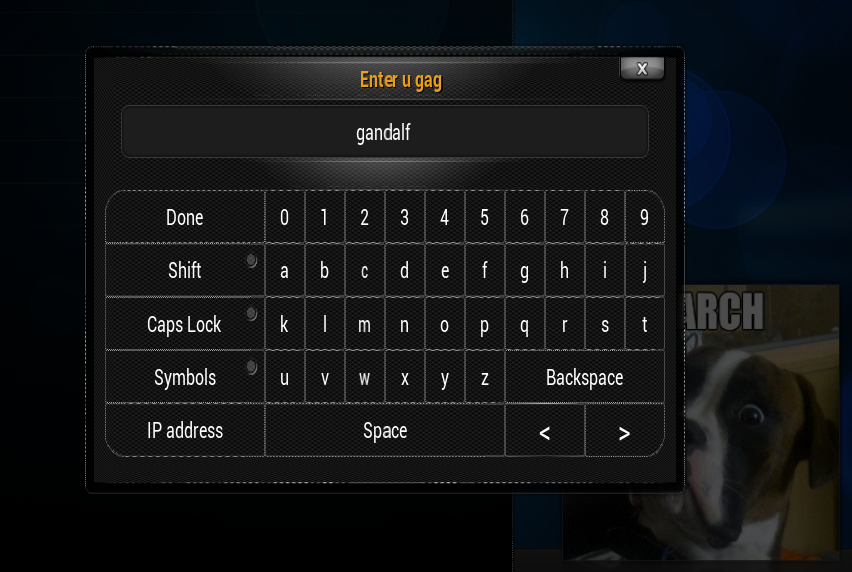 Enter u gag
x
gandalf
Done 0 1 2 3 4 5 6 7 8 9
Shift a b c d e f g h i j
Caps Lock k l m n o p q r s t
Symbols u v w x y z Backspace
IP address Space < >
ARCH